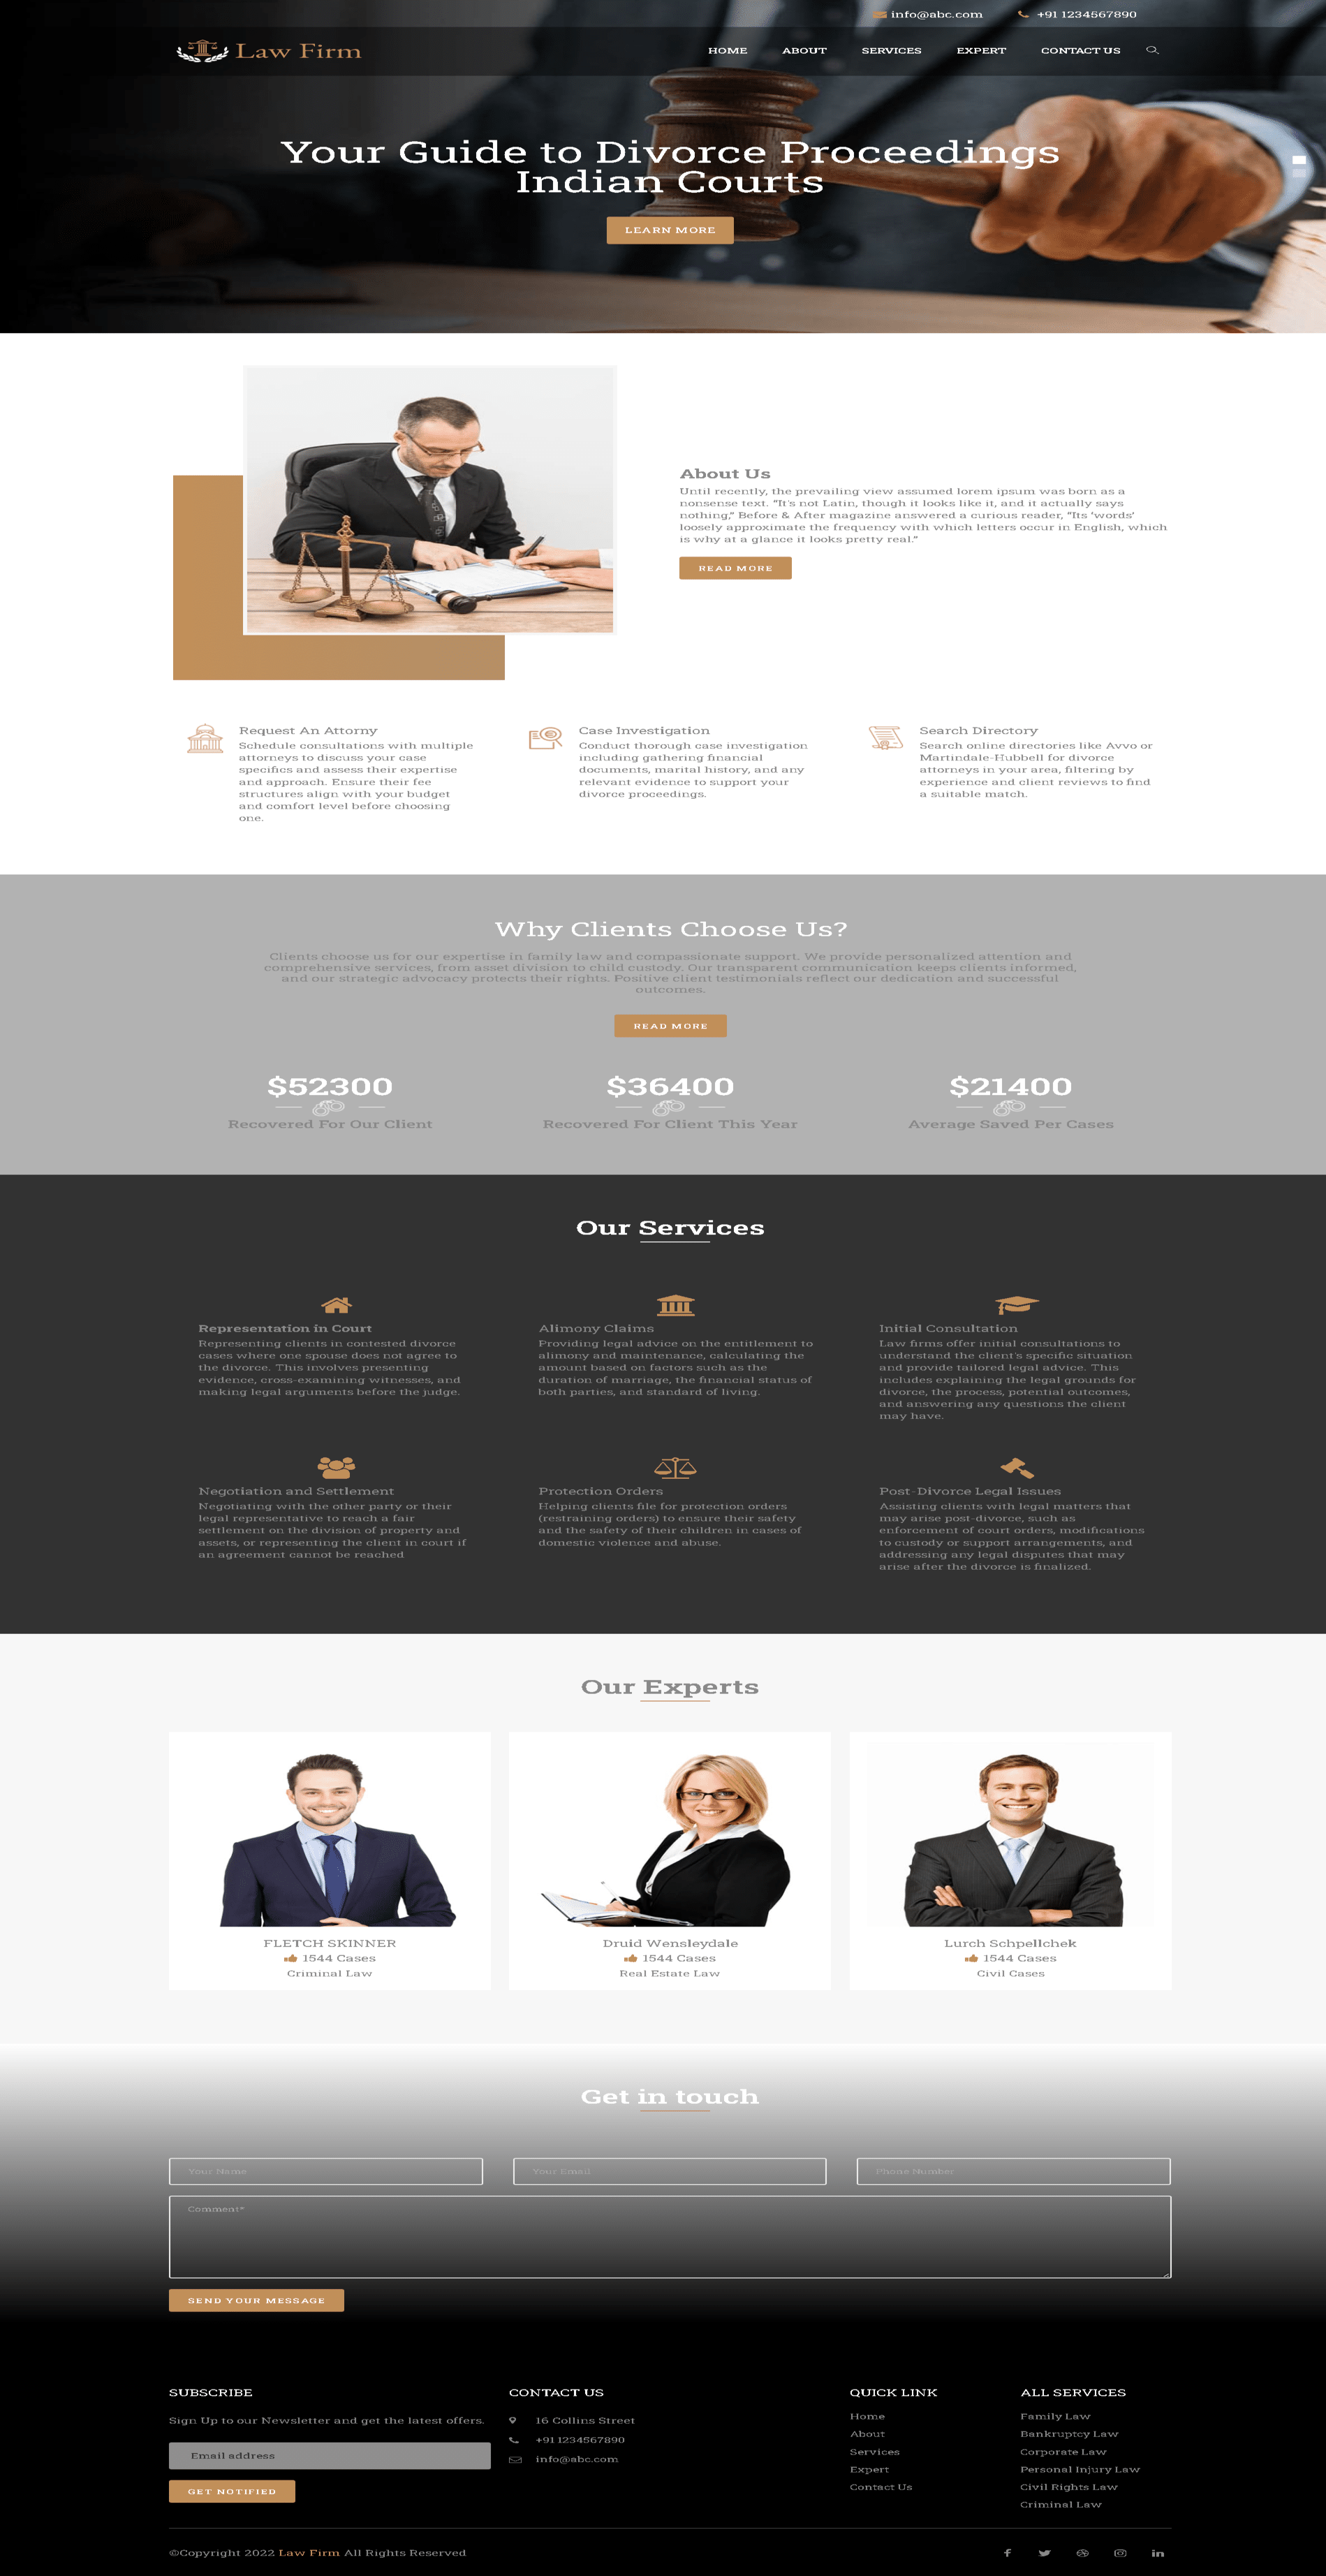 info@abc.com +91 1234567890
Law Firm
HOME ABOUT SERVICES EXPERT CONTACT US
Your Guide to Divorce Proceedings
Indian Courts
LEARN MORE
About Us
Until recently, the prevailing view assumed lorem ipsum was born as a
nonsense text. “It's not Latin, though it looks like it, and it actually says
nothing,” Before & After magazine answered a curious reader, “Its ‘words’
loosely approximate the frequency with which letters occur in English, which
is why at a glance it looks pretty real.”
READ MORE
Request An Attorny
Schedule consultations with multiple
attorneys to discuss your case
specifics and assess their expertise
and approach. Ensure their fee
structures align with your budget
and comfort level before choosing
one.
Case Investigation
Conduct thorough case investigation
including gathering financial
documents, marital history, and any
relevant evidence to support your
divorce proceedings.
Search Directory
Search online directories like Avvo or
Martindale-Hubbell for divorce
attorneys in your area, filtering by
experience and client reviews to find
a suitable match.
Why Clients Choose Us?
Clients choose us for our expertise in family law and compassionate support. We provide personalized attention and
comprehensive services, from asset division to child custody. Our transparent communication keeps clients informed,
and our strategic advocacy protects their rights. Positive client testimonials reflect our dedication and successful
outcomes.
READ MORE
$52300
Recovered For Our Client
$36400
Recovered For Client This Year
$21400
Average Saved Per Cases
Our Services
Representation in Court
Representing clients in contested divorce
cases where one spouse does not agree to
the divorce. This involves presenting
evidence, cross-examining witnesses, and
making legal arguments before the judge.
Alimony Claims
Providing legal advice on the entitlement to
alimony and maintenance, calculating the
amount based on factors such as the
duration of marriage, the financial status of
both parties, and standard of living.
Initial Consultation
Law firms offer initial consultations to
understand the client's specific situation
and provide tailored legal advice. This
includes explaining the legal grounds for
divorce, the process, potential outcomes,
and answering any questions the client
may have.
Negotiation and Settlement
Negotiating with the other party or their
legal representative to reach a fair
settlement on the division of property and
assets, or representing the client in court if
an agreement cannot be reached
Protection Orders
Helping clients file for protection orders
(restraining orders) to ensure their safety
and the safety of their children in cases of
domestic violence and abuse.
Post-Divorce Legal Issues
Assisting clients with legal matters that
may arise post-divorce, such as
enforcement of court orders, modifications
to custody or support arrangements, and
addressing any legal disputes that may
arise after the divorce is finalized.
Our Experts
FLETCH SKINNER
1544 Cases
Criminal Law
Druid Wensleydale
1544 Cases
Real Estate Law
Lurch Schpellchek
1544 Cases
Civil Cases
Get in touch
Your Name
Your Email
Phone Number
Comment*
SEND YOUR MESSAGE
SUBSCRIBE
Sign Up to our Newsletter and get the latest offers.
Email address
GET NOTIFIED
CONTACT US
16 Collins Street
+91 1234567890
info@abc.com
QUICK LINK
Home
About
Services
Expert
Contact Us
ALL SERVICES
Family Law
Bankruptcy Law
Corporate Law
Personal Injury Law
Civil Rights Law
Criminal Law
©Copyright 2022 Law Firm All Rights Reserved